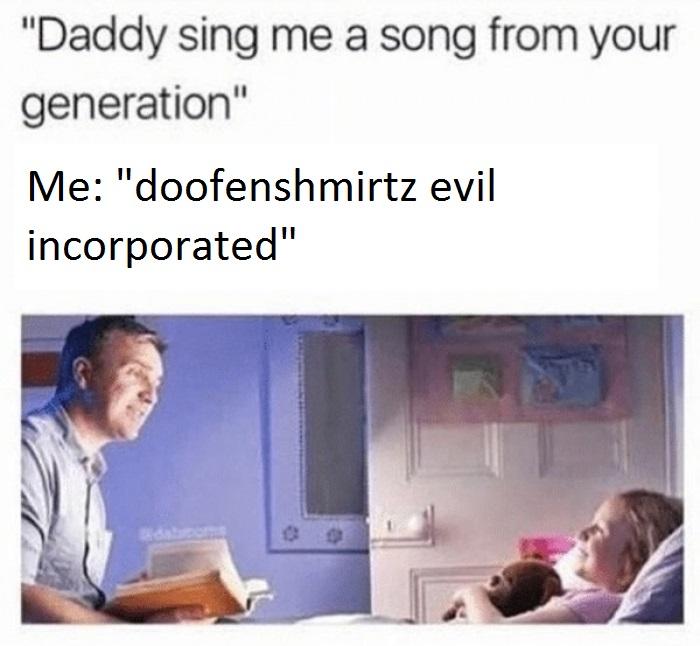 "Daddy sing me a song from your
generation"
Me: "doofenshmirtz evil
incorporated"